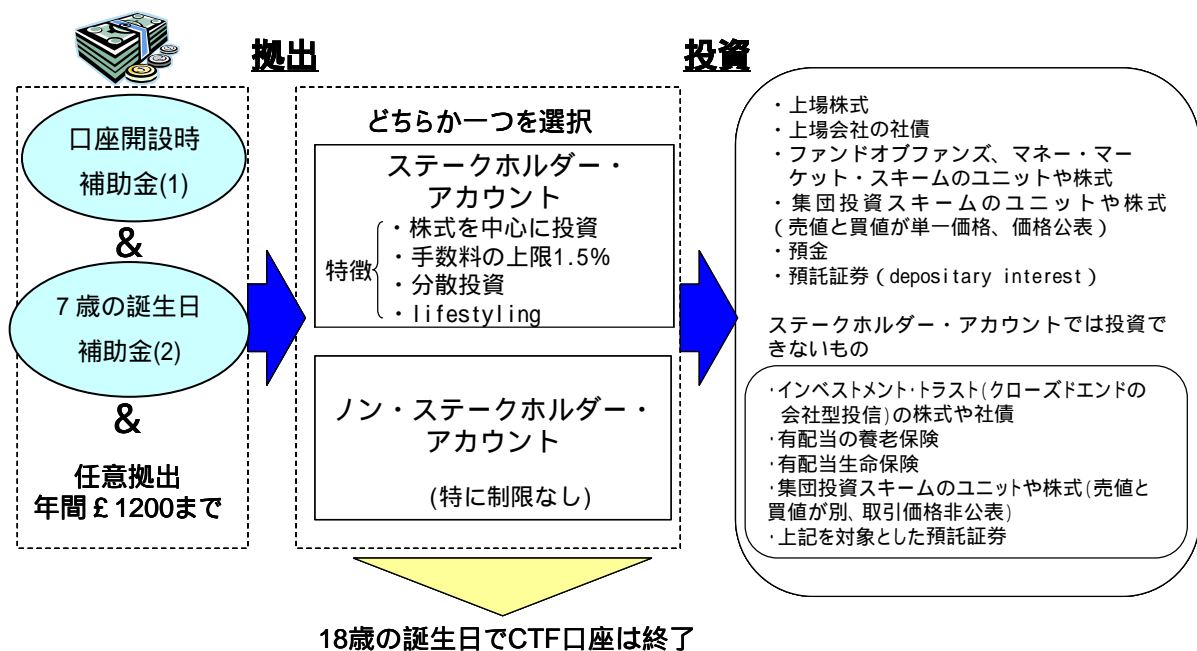 拠出
投資
口座開設時
補助金(1)
&
7歳の誕生日
補助金(2)
&
任意拠出
年間£1200まで
どちらか一つを選択
ステークホルダー・
アカウント
特徴
・株式を中心に投資
・手数料の上限1.5%
・分散投資
・lifestyling
ノン・ステークホルダー・
アカウント
(特に制限なし)
18歳の誕生日でCTF口座は終了
・上場株式
・上場会社の社債
・ファンドオブファンズ、マネー・マー
ケット・スキームのユニットや株式
・集団投資スキームのユニットや株式
(売値と買値が単一価格、価格公表)
・預金
・預託証券(depositary interest)
ステークホルダー・アカウントでは投資で
きないもの
・インベストメント・トラスト(クローズドエンドの
会社型投信)の株式や社債
・有配当の養老保険
・有配当生命保険
・集団投資スキームのユニットや株式(売値と
買値が別、取引価格非公表)
・上記を対象とした預託証券